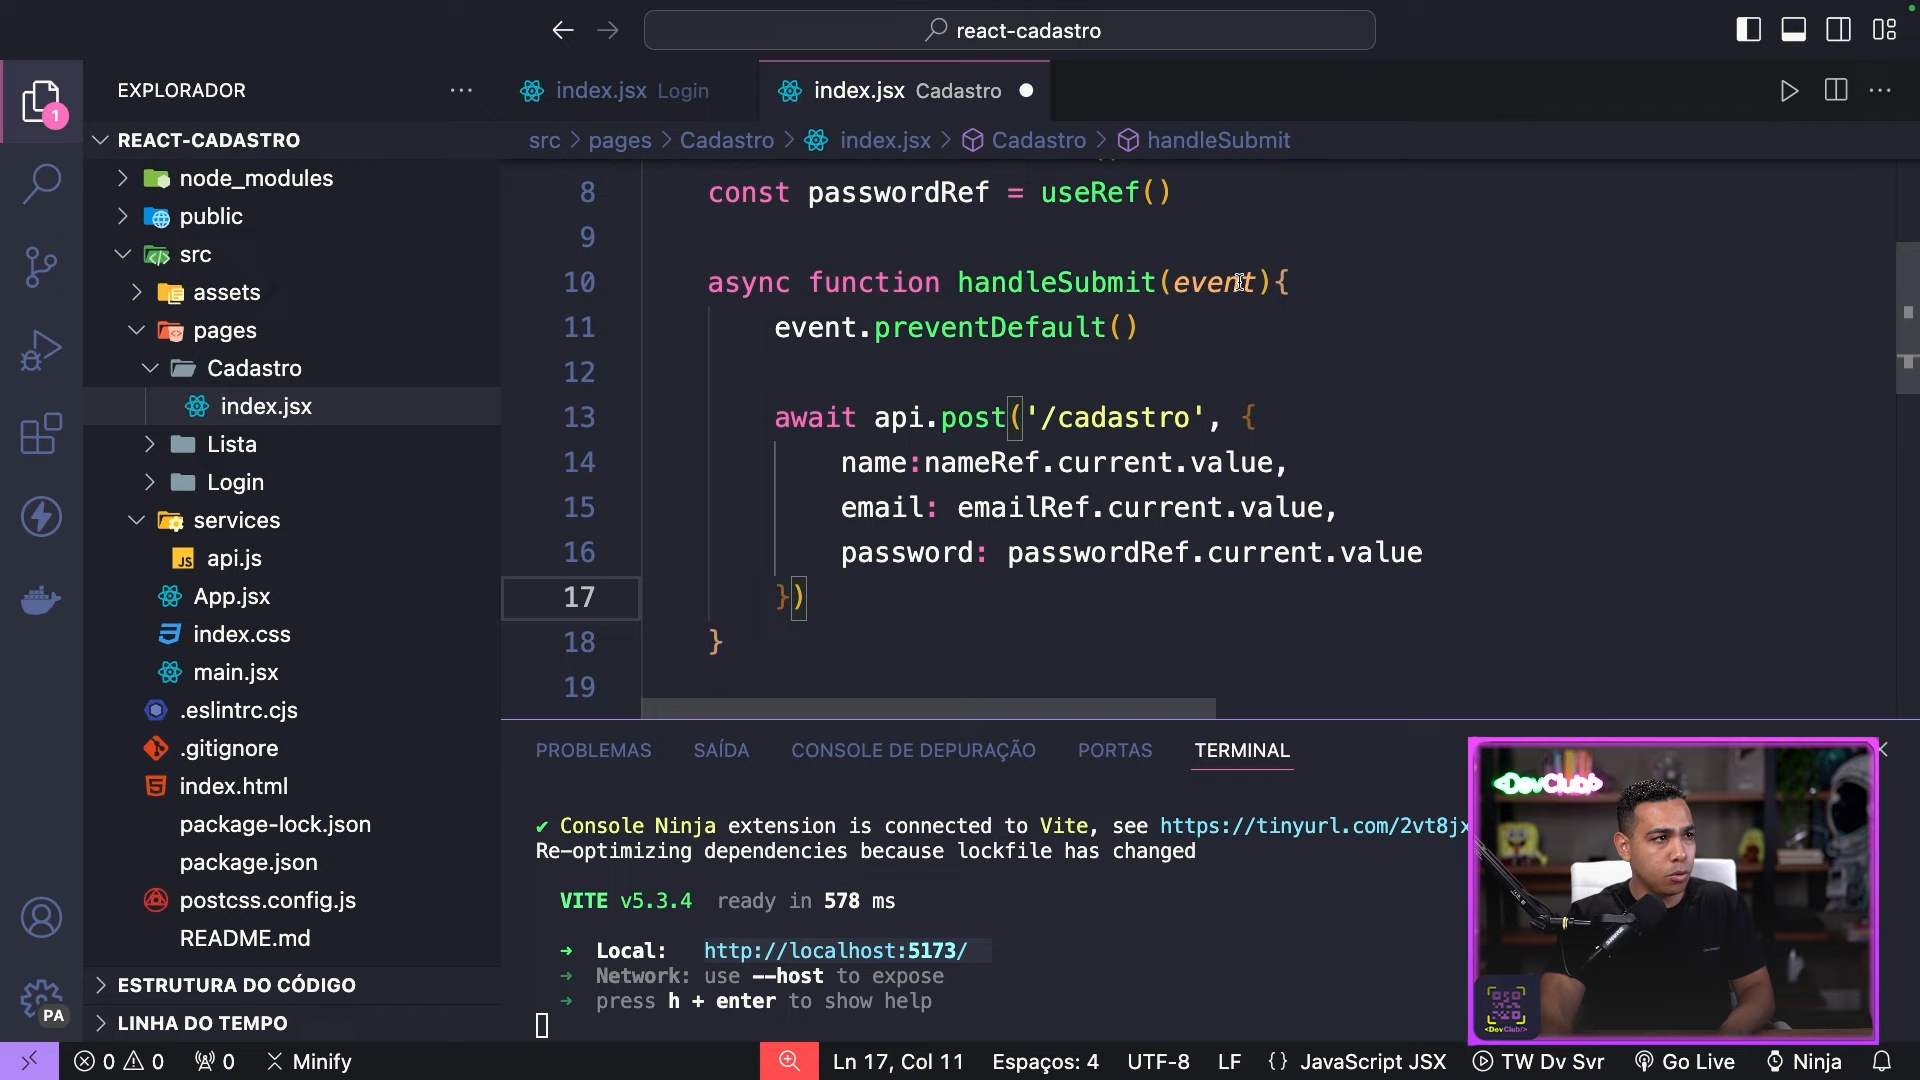 react-cadastro
EXPLORADOR
index.jsx Login
index.jsx Cadastro
1
src > pages > Cadastro > index.jsx > Cadastro > handleSubmit
REACT-CADASTRO
node_modules
public
src
assets
pages
Cadastro
index.jsx
Lista
Login
services
JS api.js
App.jsx
index.css
main.jsx
.eslintrc.cjs
.gitignore
index.html
package-lock.json
package.json
postcss.config.js
README.md
ESTRUTURA DO CÓDIGO
LINHA DO TEMPO
PA
8 const passwordRef = useRef()
9
10 async function handleSubmit(event){
11 event.preventDefault()
12
13 await api.post('/cadastro', {
14 name:nameRef.current.value,
15 email: emailRef.current.value,
16 password: passwordRef.current.value
17 })
18 }
19
PROBLEMAS SAÍDA CONSOLE DE DEPURAÇÃO PORTAS TERMINAL
✔ Console Ninja extension is connected to Vite, see https://tinyurl.com/2vt8jx
Re-optimizing dependencies because lockfile has changed
VITE v5.3.4 ready in 578 ms
➜ Local: http://localhost:5173/
➜ Network: use --host to expose
➜ press h + enter to show help
<DevClub/>
<DevClub/>
0 0 0 Minify Ln 17, Col 11 Espaços: 4 UTF-8 LF {} JavaScript JSX TW Dv Svr Go Live Ninja